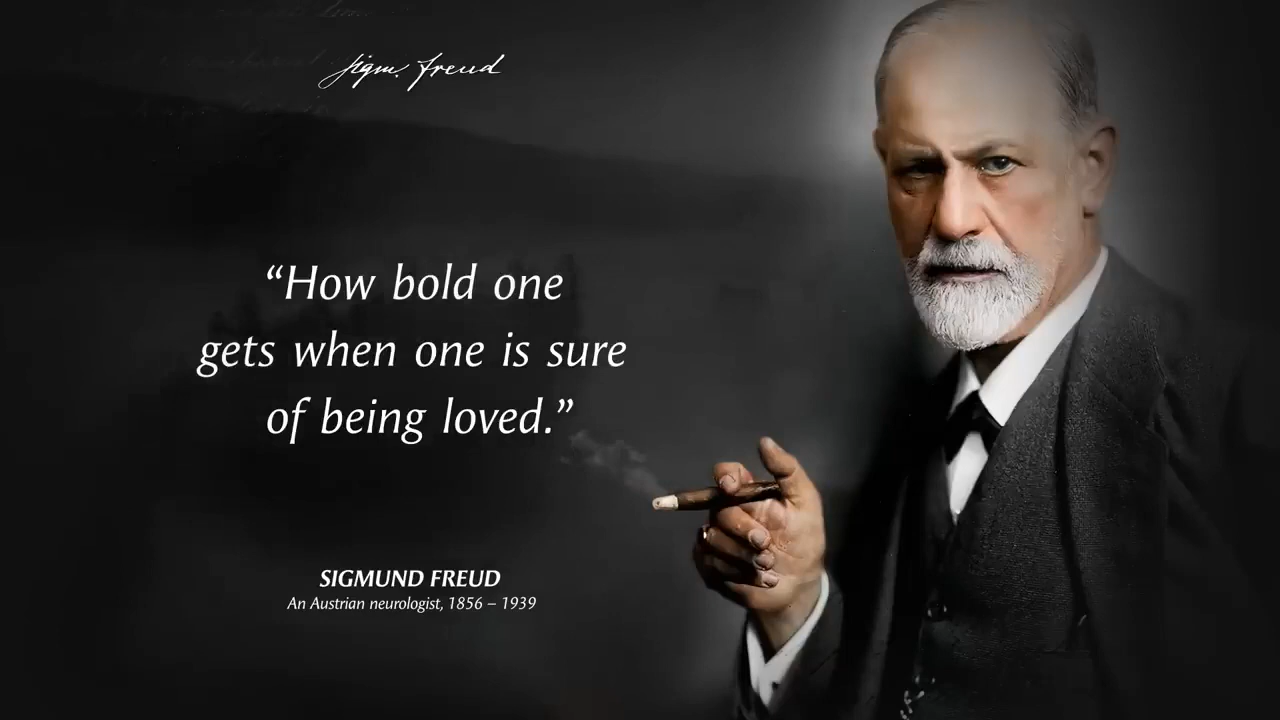 Sigm. Freud
“How bold one
gets when one is sure
of being loved.”
SIGMUND FREUD
An Austrian neurologist, 1856 – 1939